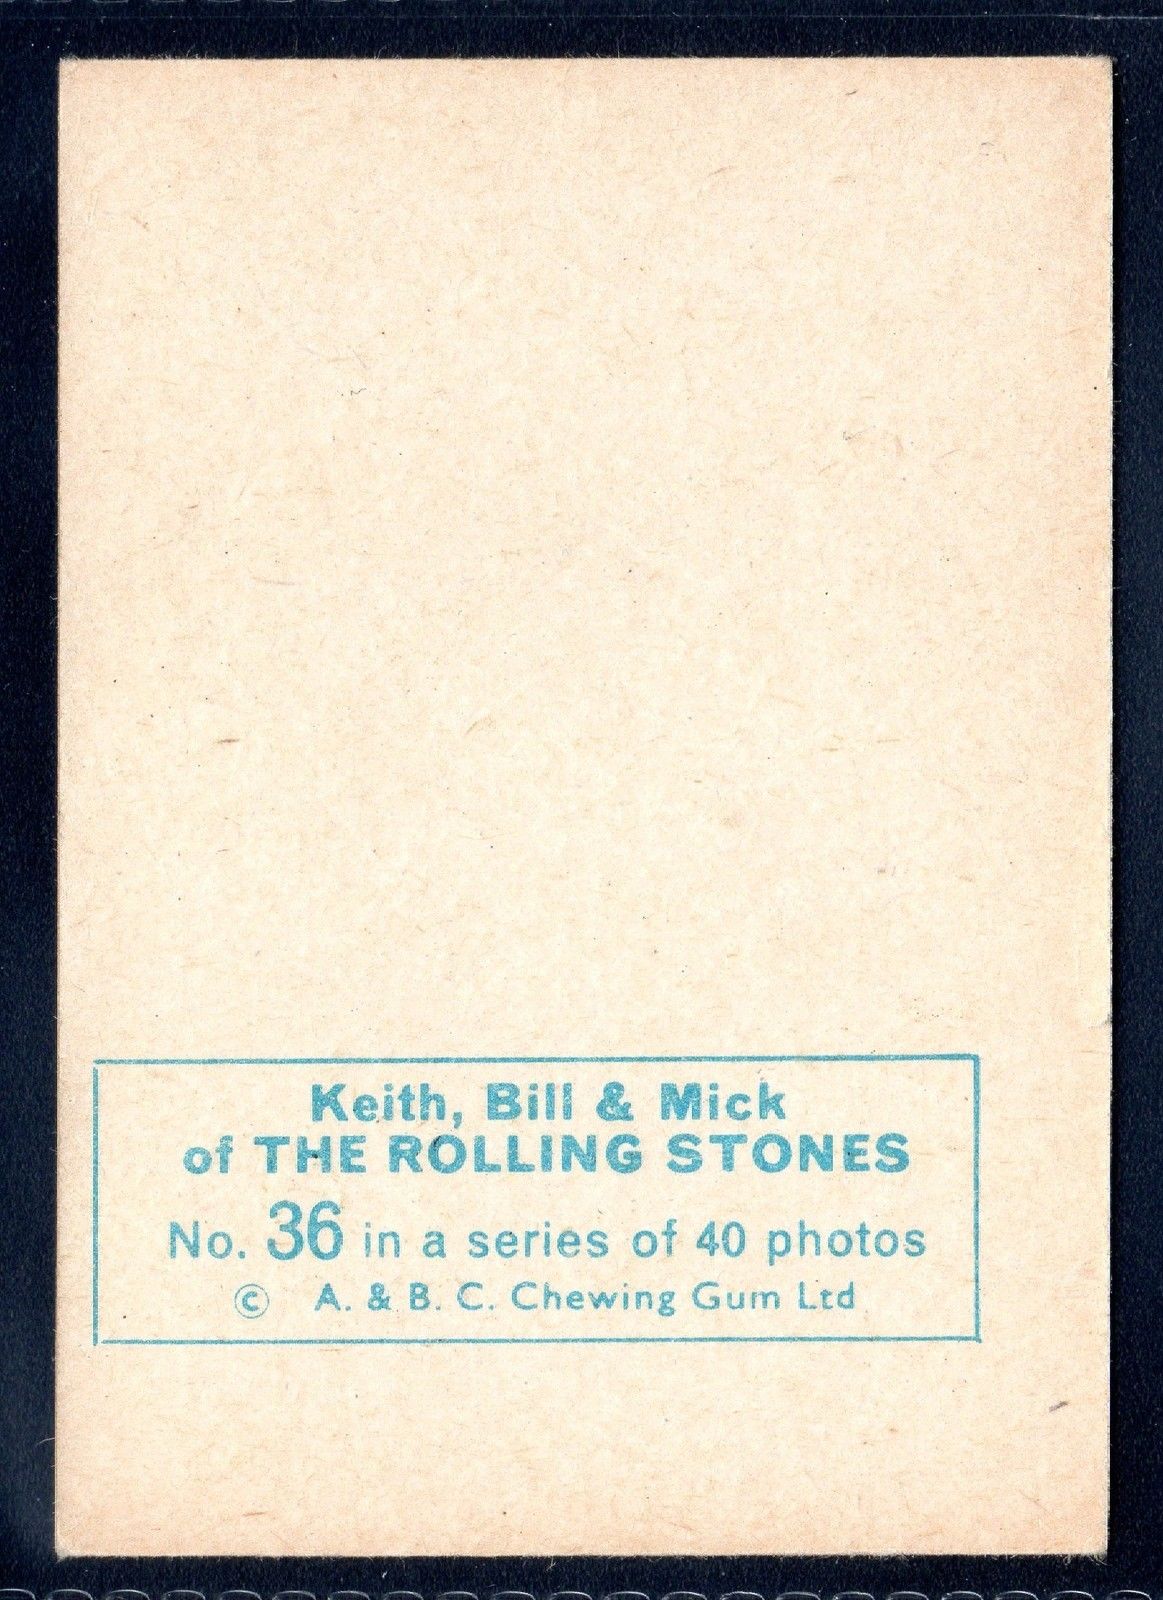 Keith, Bill & Mick
of THE ROLLING STONES
No. 36 in a series of 40 photos
© A. & B. C. Chewing Gum Ltd